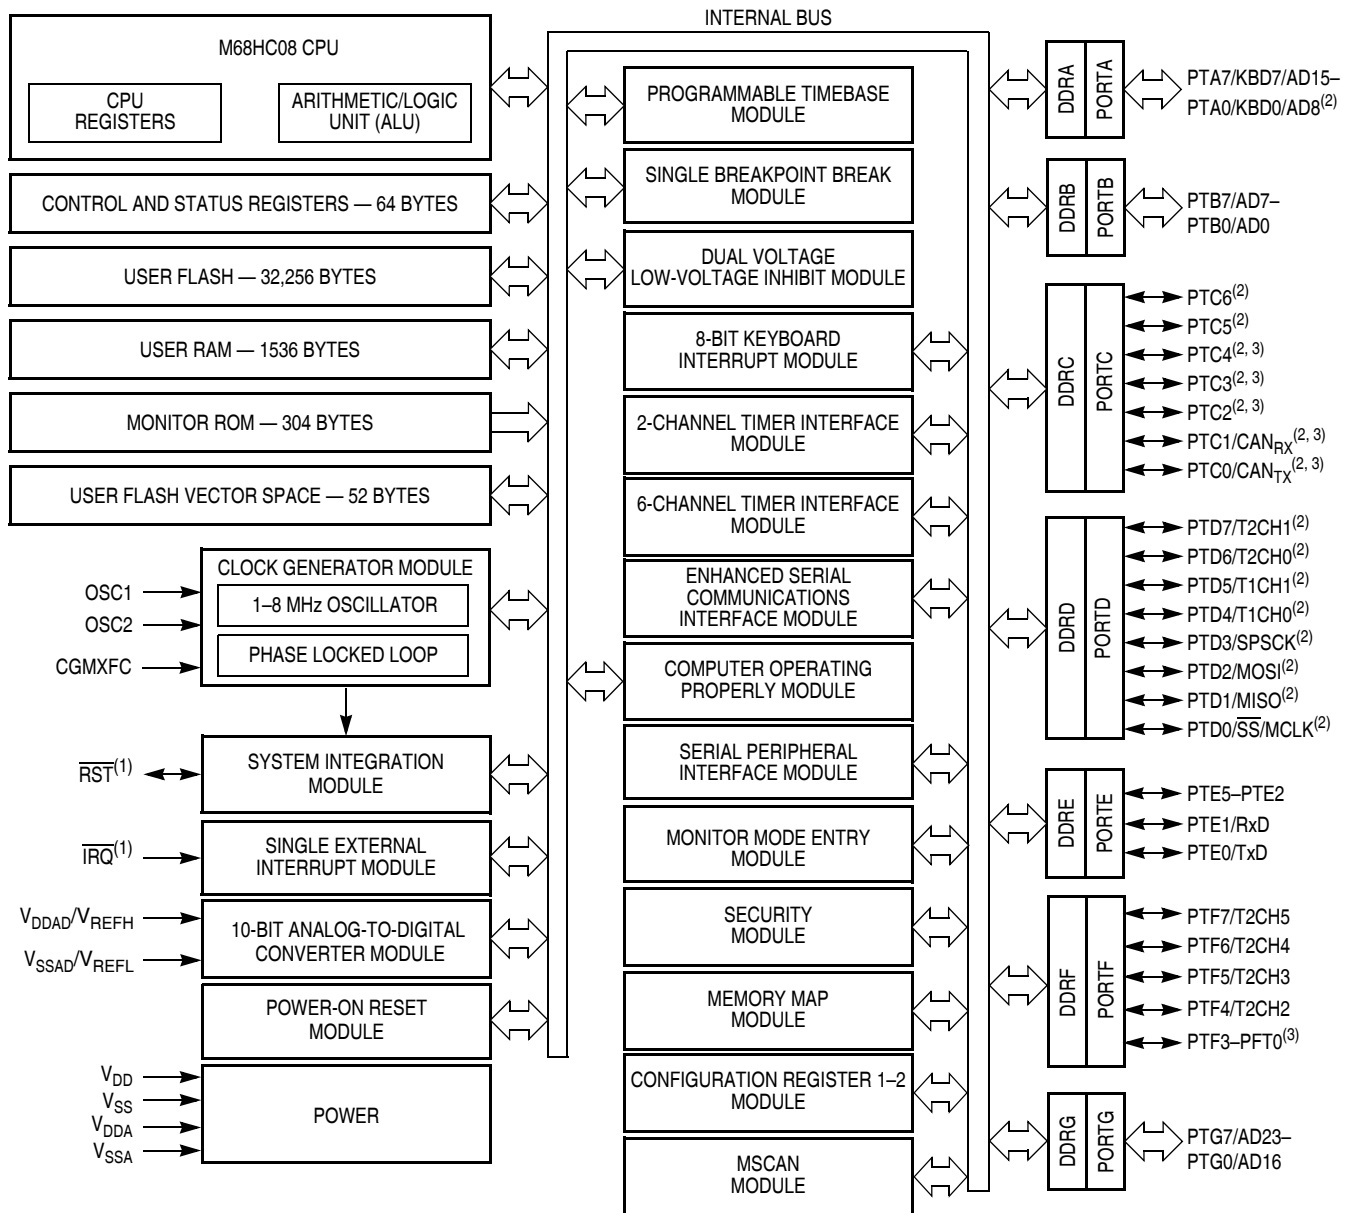 INTERNAL BUS
M68HC08 CPU
CPU
REGISTERS
ARITHMETIC/LOGIC
UNIT (ALU)
CONTROL AND STATUS REGISTERS — 64 BYTES
USER FLASH — 32,256 BYTES
USER RAM — 1536 BYTES
MONITOR ROM — 304 BYTES
USER FLASH VECTOR SPACE — 52 BYTES
CLOCK GENERATOR MODULE
1–8 MHz OSCILLATOR
PHASE LOCKED LOOP
OSC1
OSC2
CGMXFC
SYSTEM INTEGRATION
MODULE
RST(1)
SINGLE EXTERNAL
INTERRUPT MODULE
IRQ(1)
10-BIT ANALOG-TO-DIGITAL
CONVERTER MODULE
VDDAD/VREFH
VSSAD/VREFL
POWER-ON RESET
MODULE
POWER
VDD
VSS
VDDA
VSSA
PROGRAMMABLE TIMEBASE
MODULE
SINGLE BREAKPOINT BREAK
MODULE
DUAL VOLTAGE
LOW-VOLTAGE INHIBIT MODULE
8-BIT KEYBOARD
INTERRUPT MODULE
2-CHANNEL TIMER INTERFACE
MODULE
6-CHANNEL TIMER INTERFACE
MODULE
ENHANCED SERIAL
COMMUNICATIONS
INTERFACE MODULE
COMPUTER OPERATING
PROPERLY MODULE
SERIAL PERIPHERAL
INTERFACE MODULE
MONITOR MODE ENTRY
MODULE
SECURITY
MODULE
MEMORY MAP
MODULE
CONFIGURATION REGISTER 1–2
MODULE
MSCAN
MODULE
DDRA
PORTA
PTA7/KBD7/AD15–
PTA0/KBD0/AD8(2)
DDRB
PORTB
PTB7/AD7–
PTB0/AD0
DDRC
PORTC
PTC6(2)
PTC5(2)
PTC4(2, 3)
PTC3(2, 3)
PTC2(2, 3)
PTC1/CANRX(2, 3)
PTC0/CANTX(2, 3)
DDRD
PORTD
PTD7/T2CH1(2)
PTD6/T2CH0(2)
PTD5/T1CH1(2)
PTD4/T1CH0(2)
PTD3/SPSCK(2)
PTD2/MOSI(2)
PTD1/MISO(2)
PTD0/SS/MCLK(2)
DDRE
PORTE
PTE5–PTE2
PTE1/RxD
PTE0/TxD
DDRF
PORTF
PTF7/T2CH5
PTF6/T2CH4
PTF5/T2CH3
PTF4/T2CH2
PTF3–PFT0(3)
DDRG
PORTG
PTG7/AD23–
PTG0/AD16